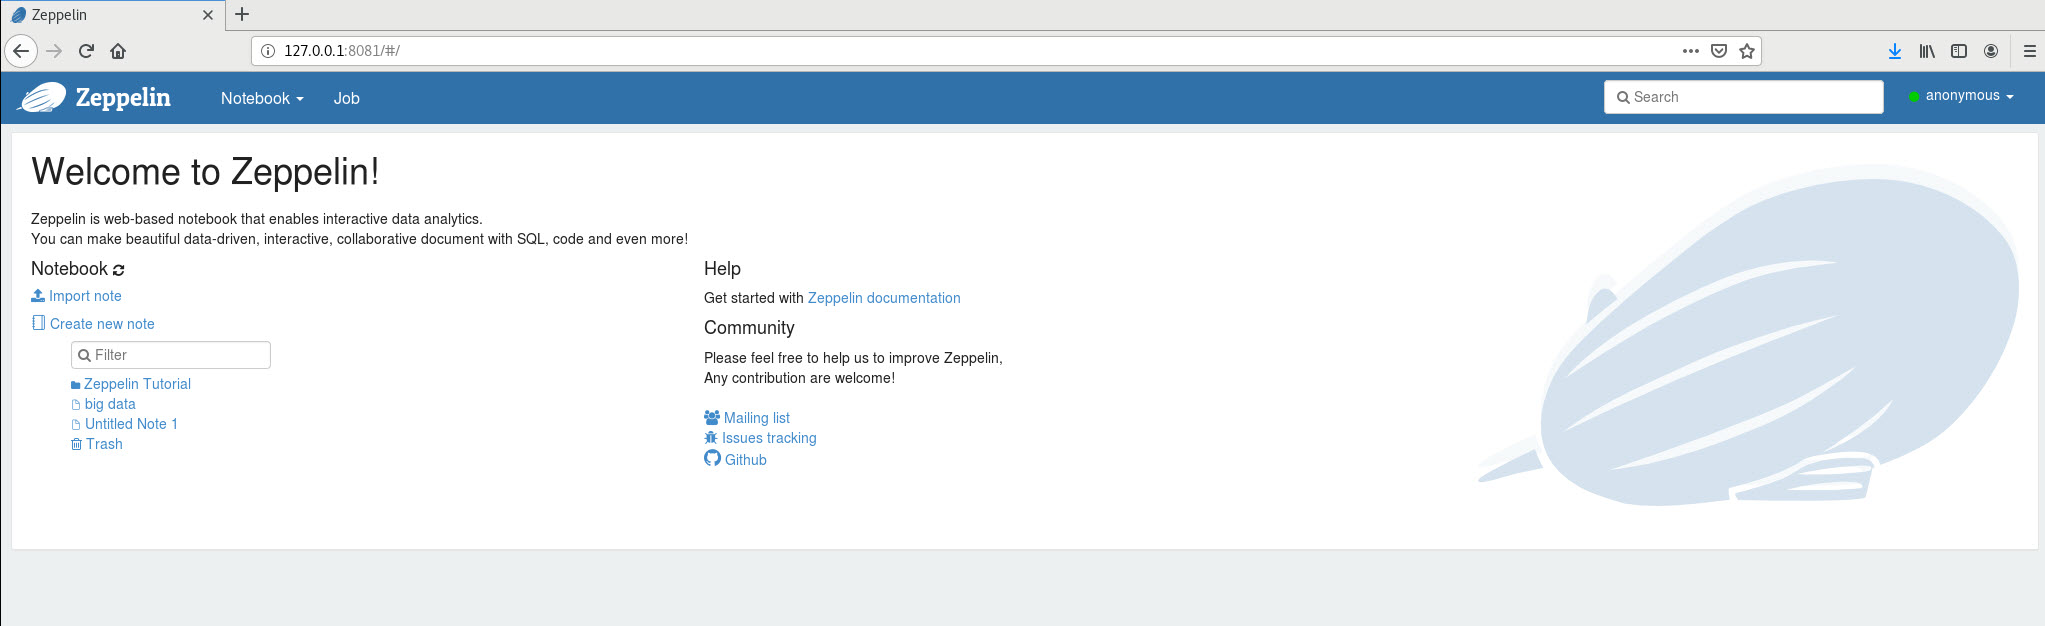 Zeppelin
127.0.0.1:8081/#/
Zeppelin Notebook Job Search anonymous
Welcome to Zeppelin!
Zeppelin is web-based notebook that enables interactive data analytics.
You can make beautiful data-driven, interactive, collaborative document with SQL, code and even more!
Notebook
Import note
Create new note
Filter
Zeppelin Tutorial
big data
Untitled Note 1
Trash
Help
Get started with Zeppelin documentation
Community
Please feel free to help us to improve Zeppelin,
Any contribution are welcome!
Mailing list
Issues tracking
Github